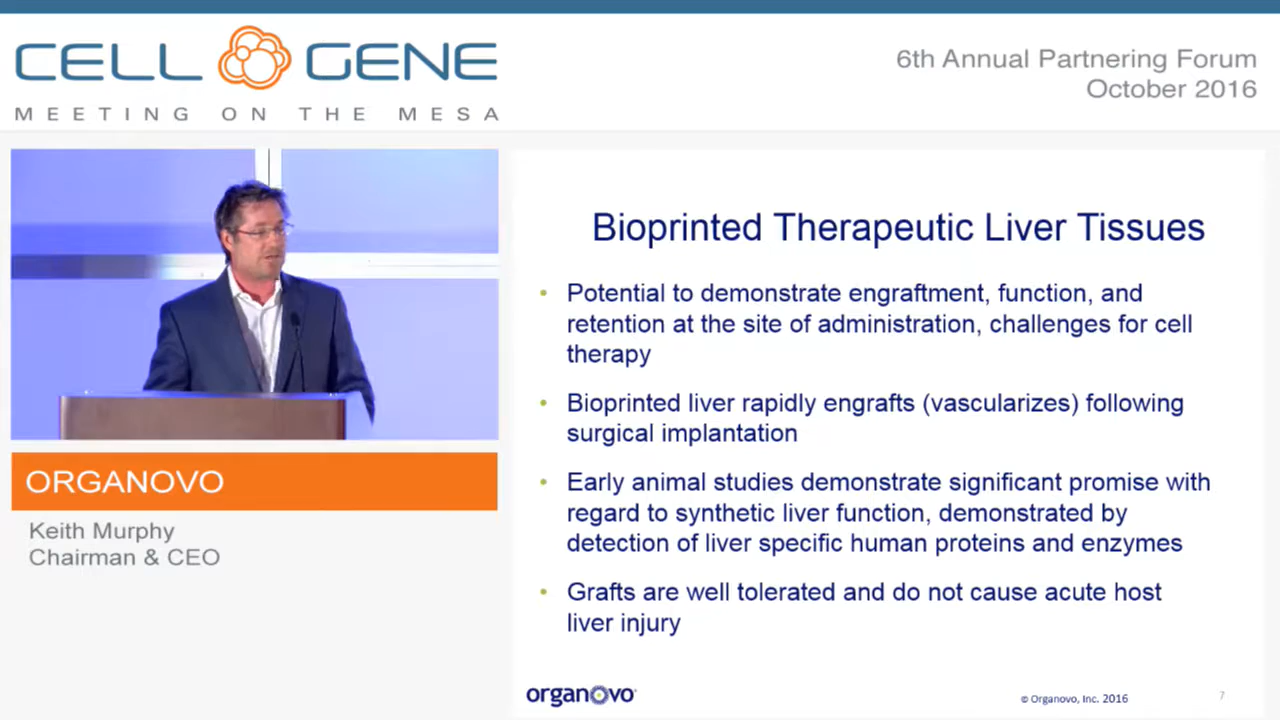 CELL GENE
MEETING ON THE MESA
6th Annual Partnering Forum
October 2016
ORGANOVO
Keith Murphy
Chairman & CEO
Bioprinted Therapeutic Liver Tissues
• Potential to demonstrate engraftment, function, and
retention at the site of administration, challenges for cell
therapy
• Bioprinted liver rapidly engrafts (vascularizes) following
surgical implantation
• Early animal studies demonstrate significant promise with
regard to synthetic liver function, demonstrated by
detection of liver specific human proteins and enzymes
• Grafts are well tolerated and do not cause acute host
liver injury
organovo
© Organovo, Inc. 2016
7